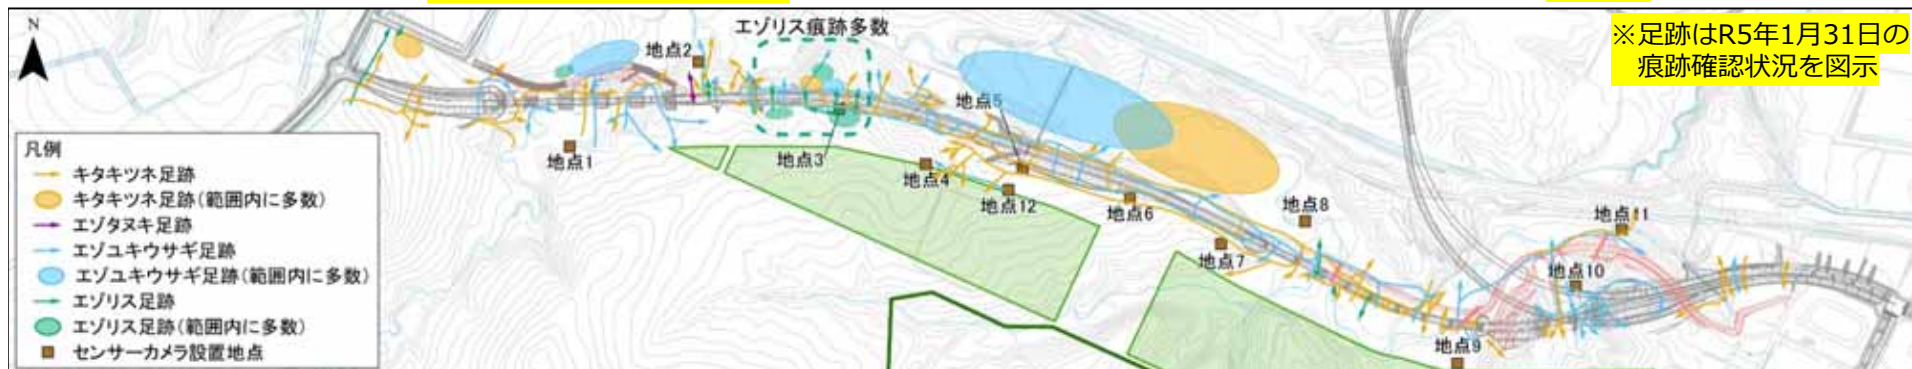 N
エゾリス痕跡多数
※足跡はR5年1月31日の
痕跡確認状況を図示
地点2
地点5
地点1
地点3
地点4
地点12
地点6
地点8
地点7
地点11
地点10
地点9
凡例
キタキツネ足跡
キタキツネ足跡(範囲内に多数)
エゾタヌキ足跡
エゾユキウサギ足跡
エゾユキウサギ足跡(範囲内に多数)
エゾリス足跡
エゾリス足跡(範囲内に多数)
センサーカメラ設置地点